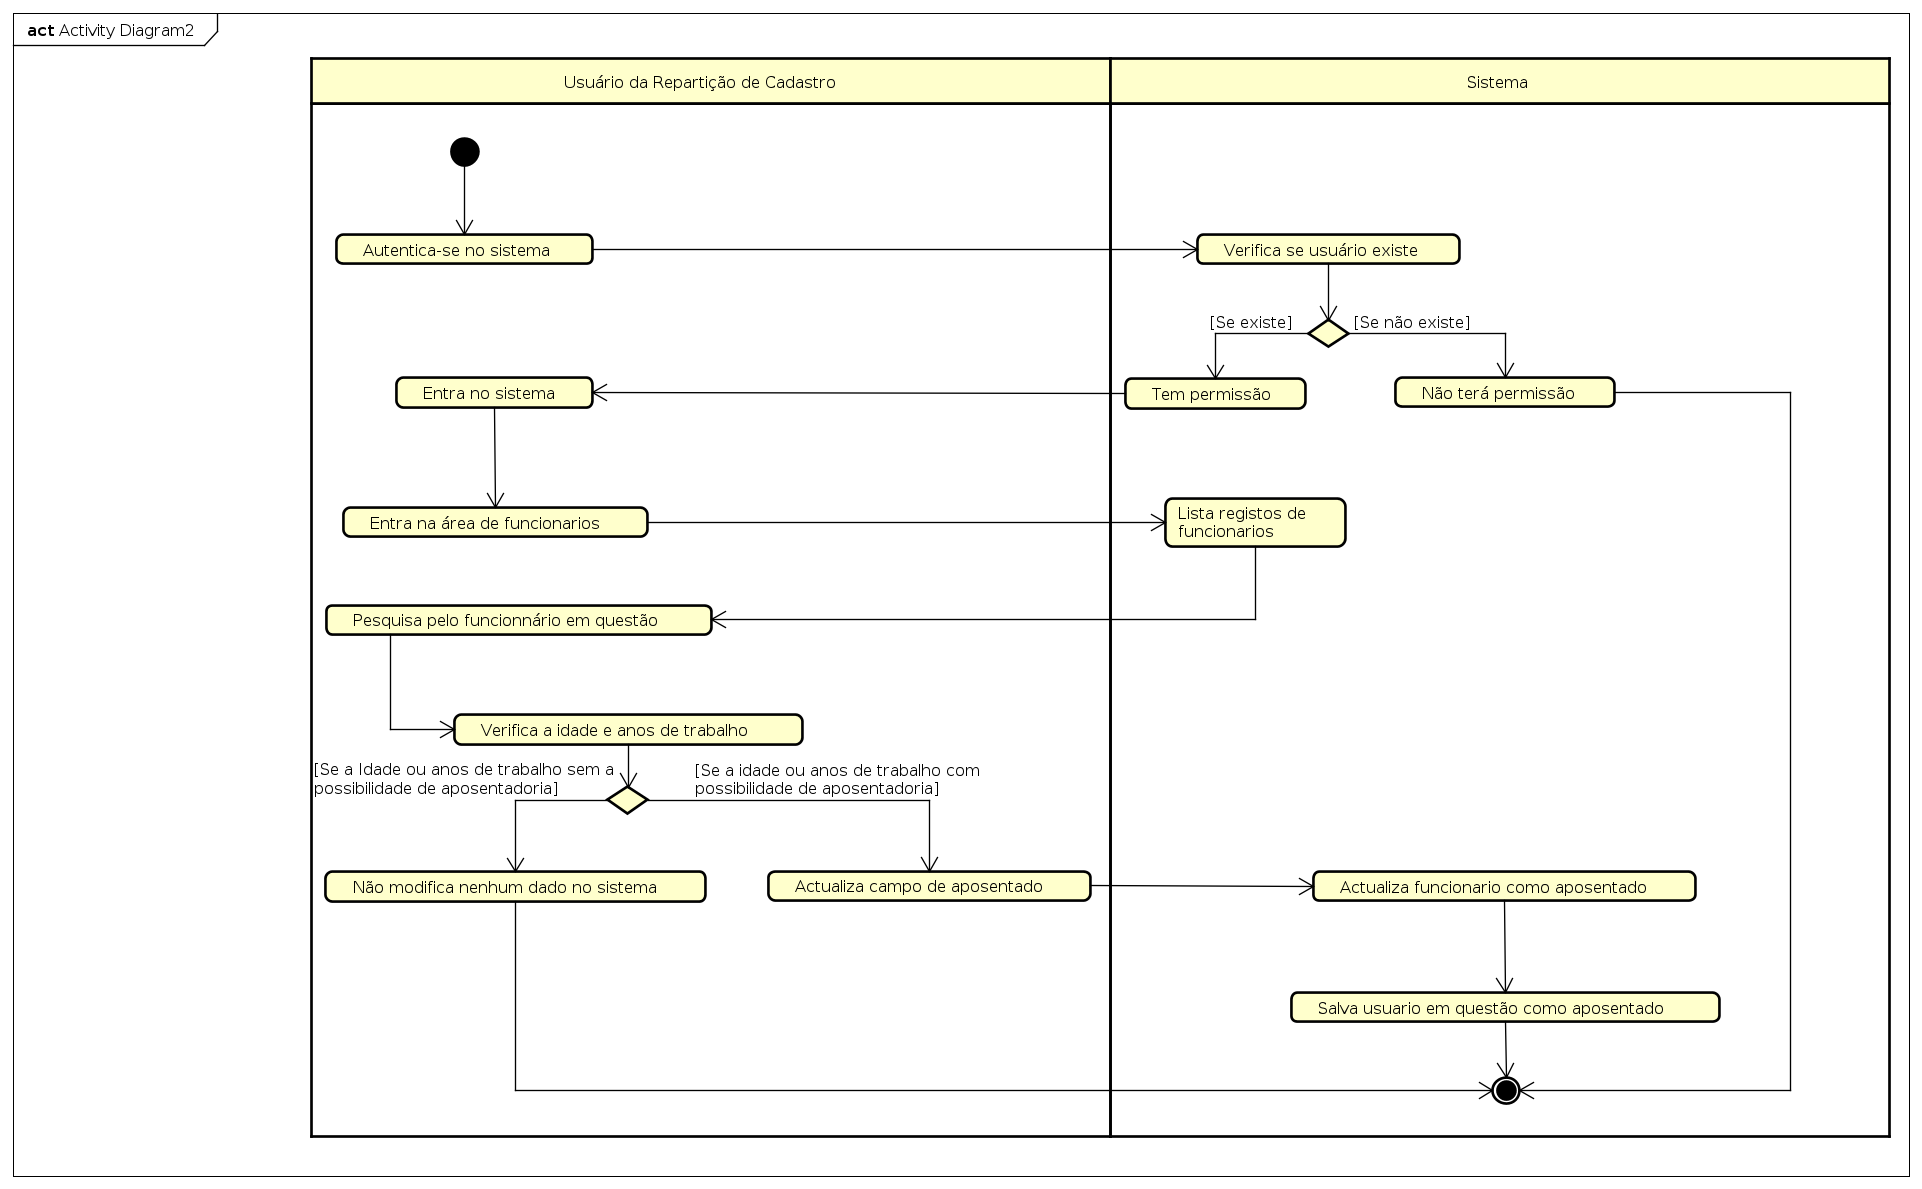 act Activity Diagram2
Usuário da Repartição de Cadastro
Sistema
Autentica-se no sistema
Verifica se usuário existe
[Se existe]
[Se não existe]
Entra no sistema
Tem permissão
Não terá permissão
Entra na área de funcionarios
Lista registos de
funcionarios
Pesquisa pelo funcionnário em questão
Verifica a idade e anos de trabalho
[Se a Idade ou anos de trabalho sem a
possibilidade de aposentadoria]
[Se a idade ou anos de trabalho com
possibilidade de aposentadoria]
Não modifica nenhum dado no sistema
Actualiza campo de aposentado
Actualiza funcionario como aposentado
Salva usuario em questão como aposentado